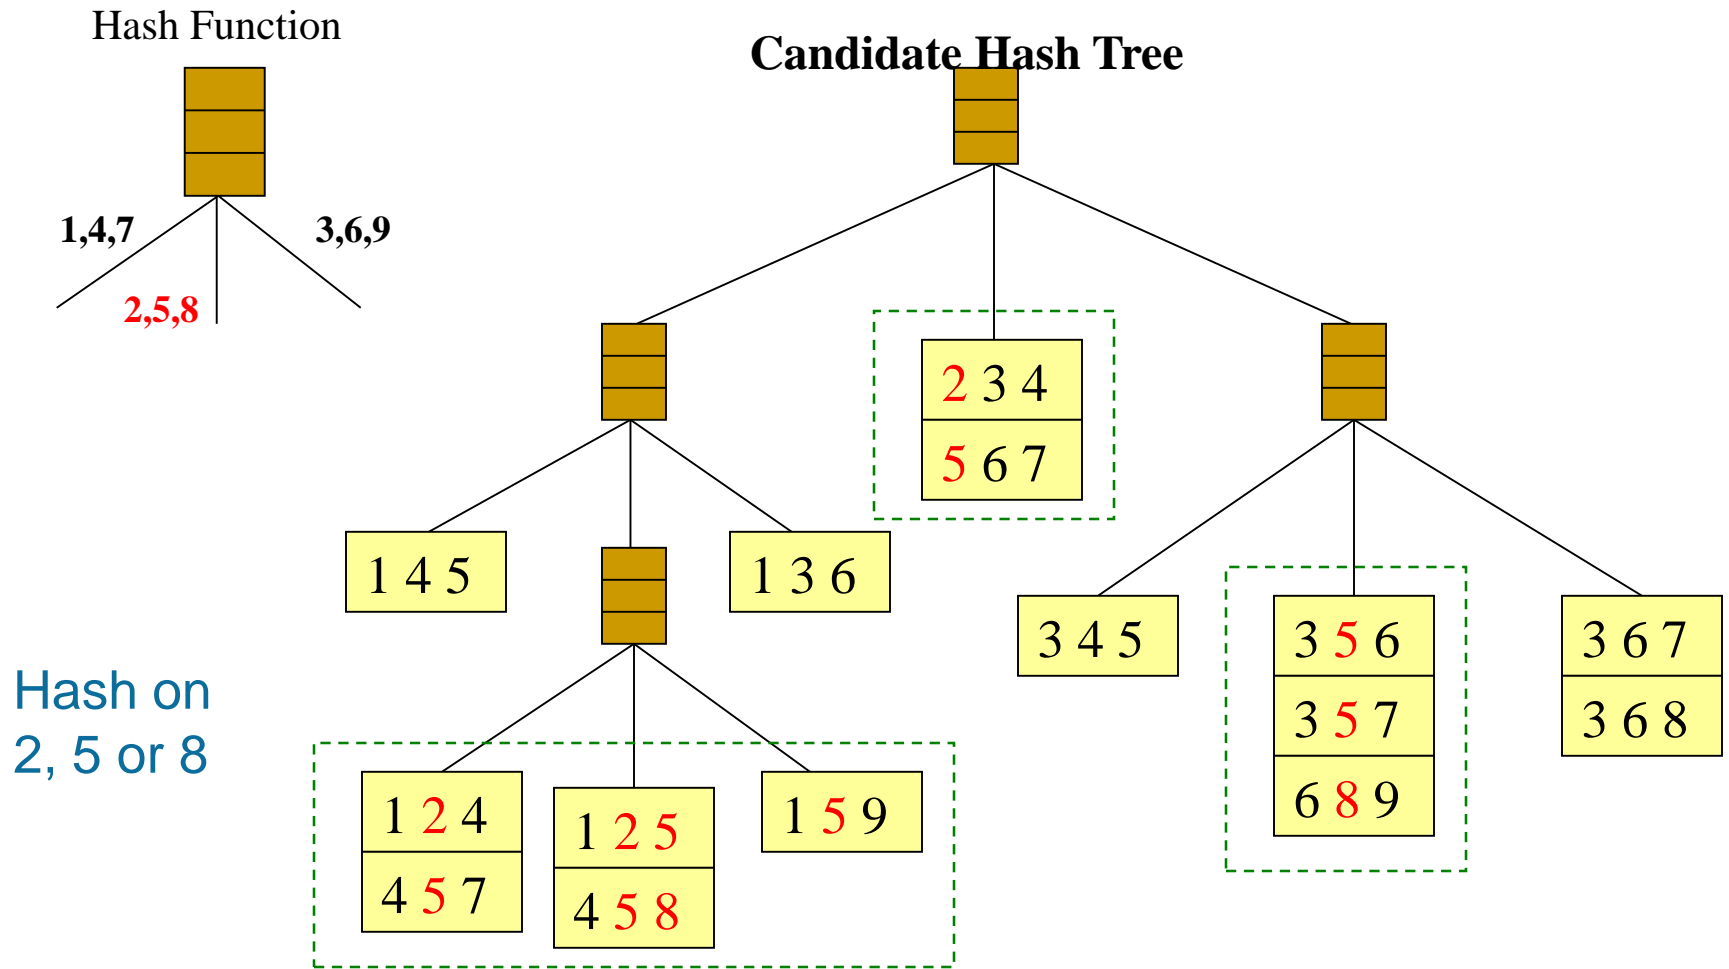 Hash Function
Candidate Hash Tree
1,4,7
3,6,9
2,5,8
2 3 4
5 6 7
1 4 5
1 3 6
3 4 5
3 5 6
3 6 7
3 5 7
3 6 8
6 8 9
Hash on
2, 5 or 8
1 2 4
1 2 5
1 5 9
4 5 7
4 5 8